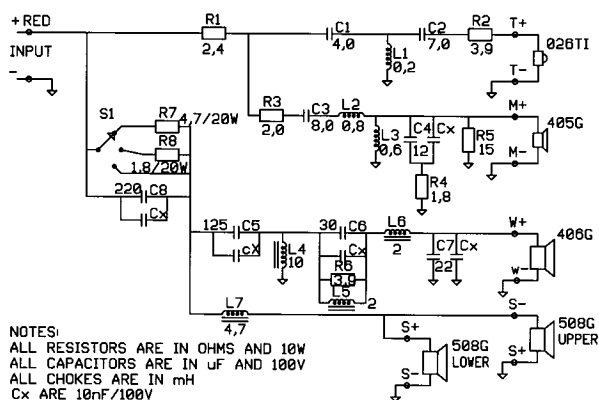 +RED
INPUT
-
R1
2,4
C1
4,0
C2
7,0
R2
3,9
T+
T-
026TI
L1
0,2
S1
R7
4,7/20W
R8
1,8/20W
220 C8
Cx
R3
2,0
C3
8,0
L2
0,8
L3
0,6
C4
12
Cx
R4
1,8
R5
15
M+
M-
405G
125 C5
cX
L4
10
30 C6
Cx
R6
3,9
L5
2
L6
2
C7
22
Cx
W+
W-
406G
L7
4,7
S+
S-
508G
LOWER
S-
S+
508G
UPPER
NOTES:
ALL RESISTORS ARE IN OHMS AND 10W
ALL CAPACITORS ARE IN uF AND 100V
ALL CHOKES ARE IN mH
Cx ARE 10nF/100V